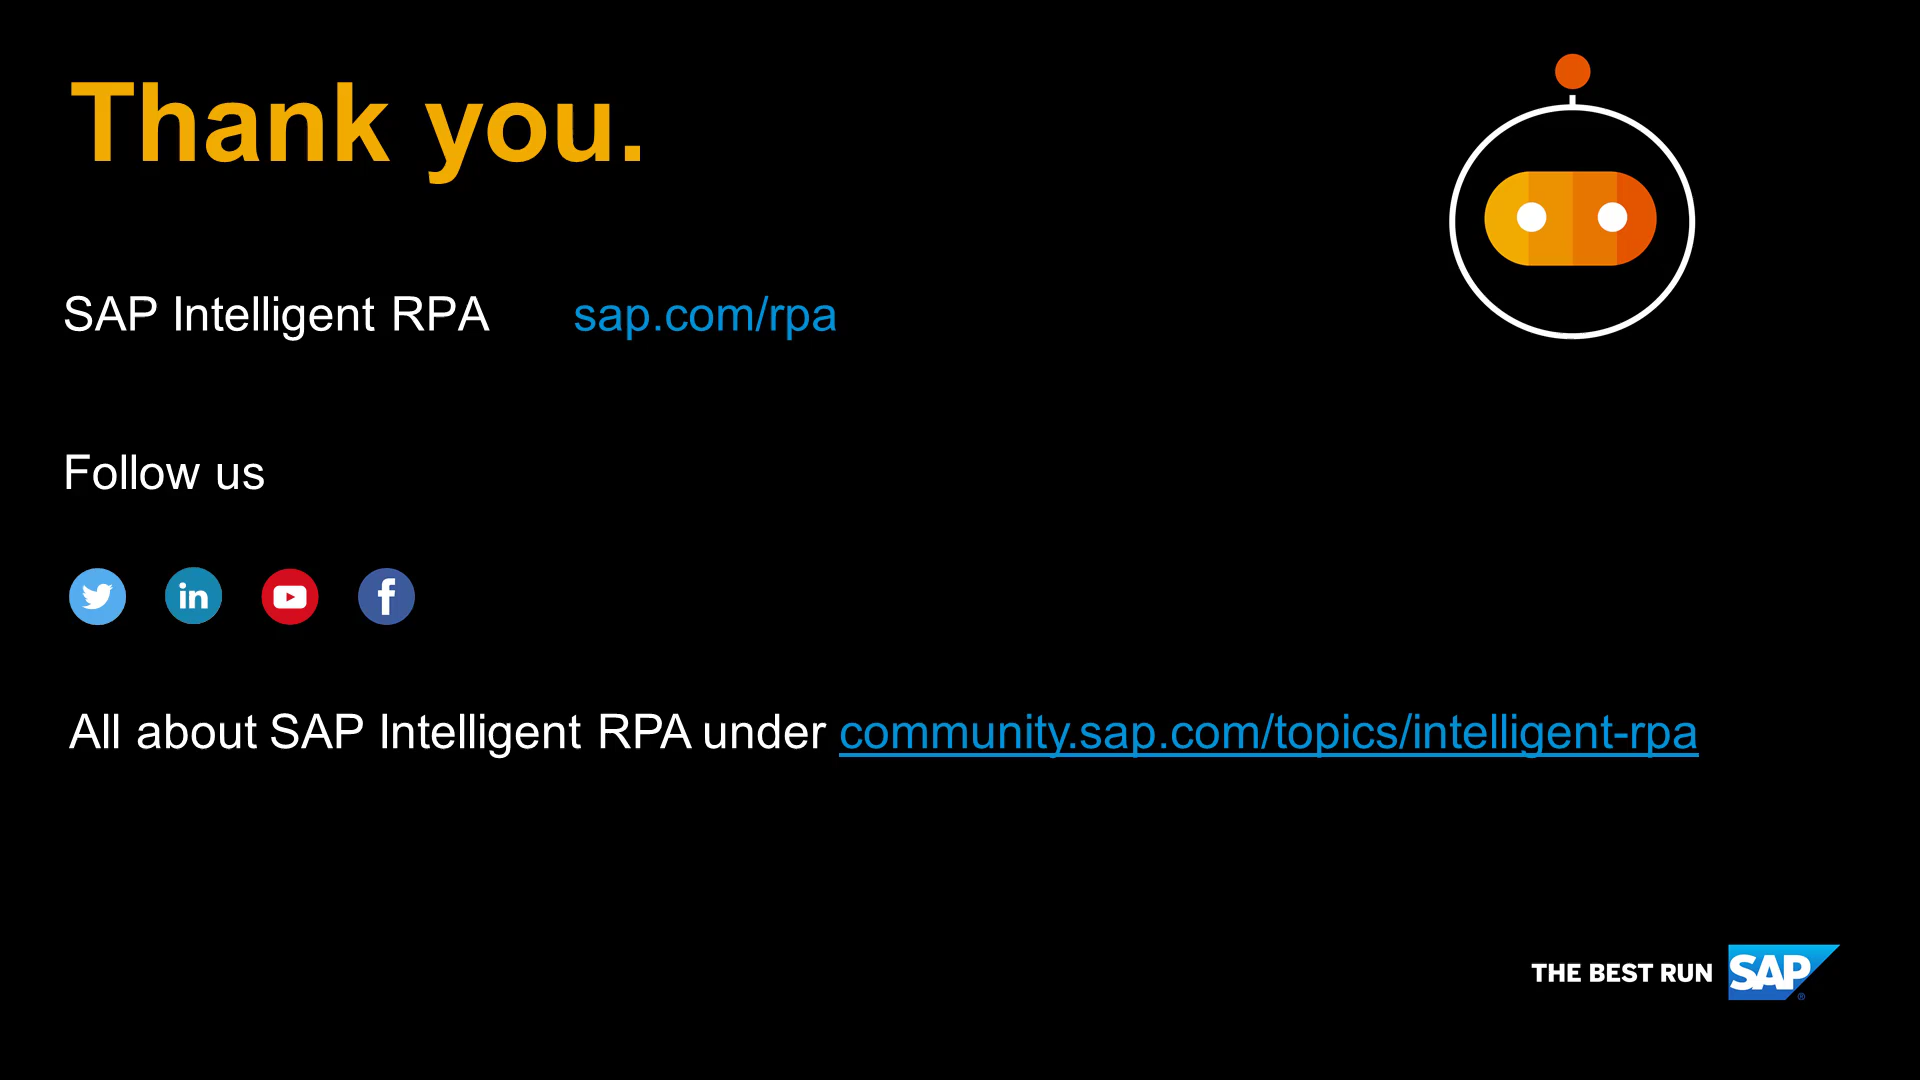 Thank you.
SAP Intelligent RPA sap.com/rpa
Follow us
in f
All about SAP Intelligent RPA under community.sap.com/topics/intelligent-rpa
THE BEST RUN SAP®